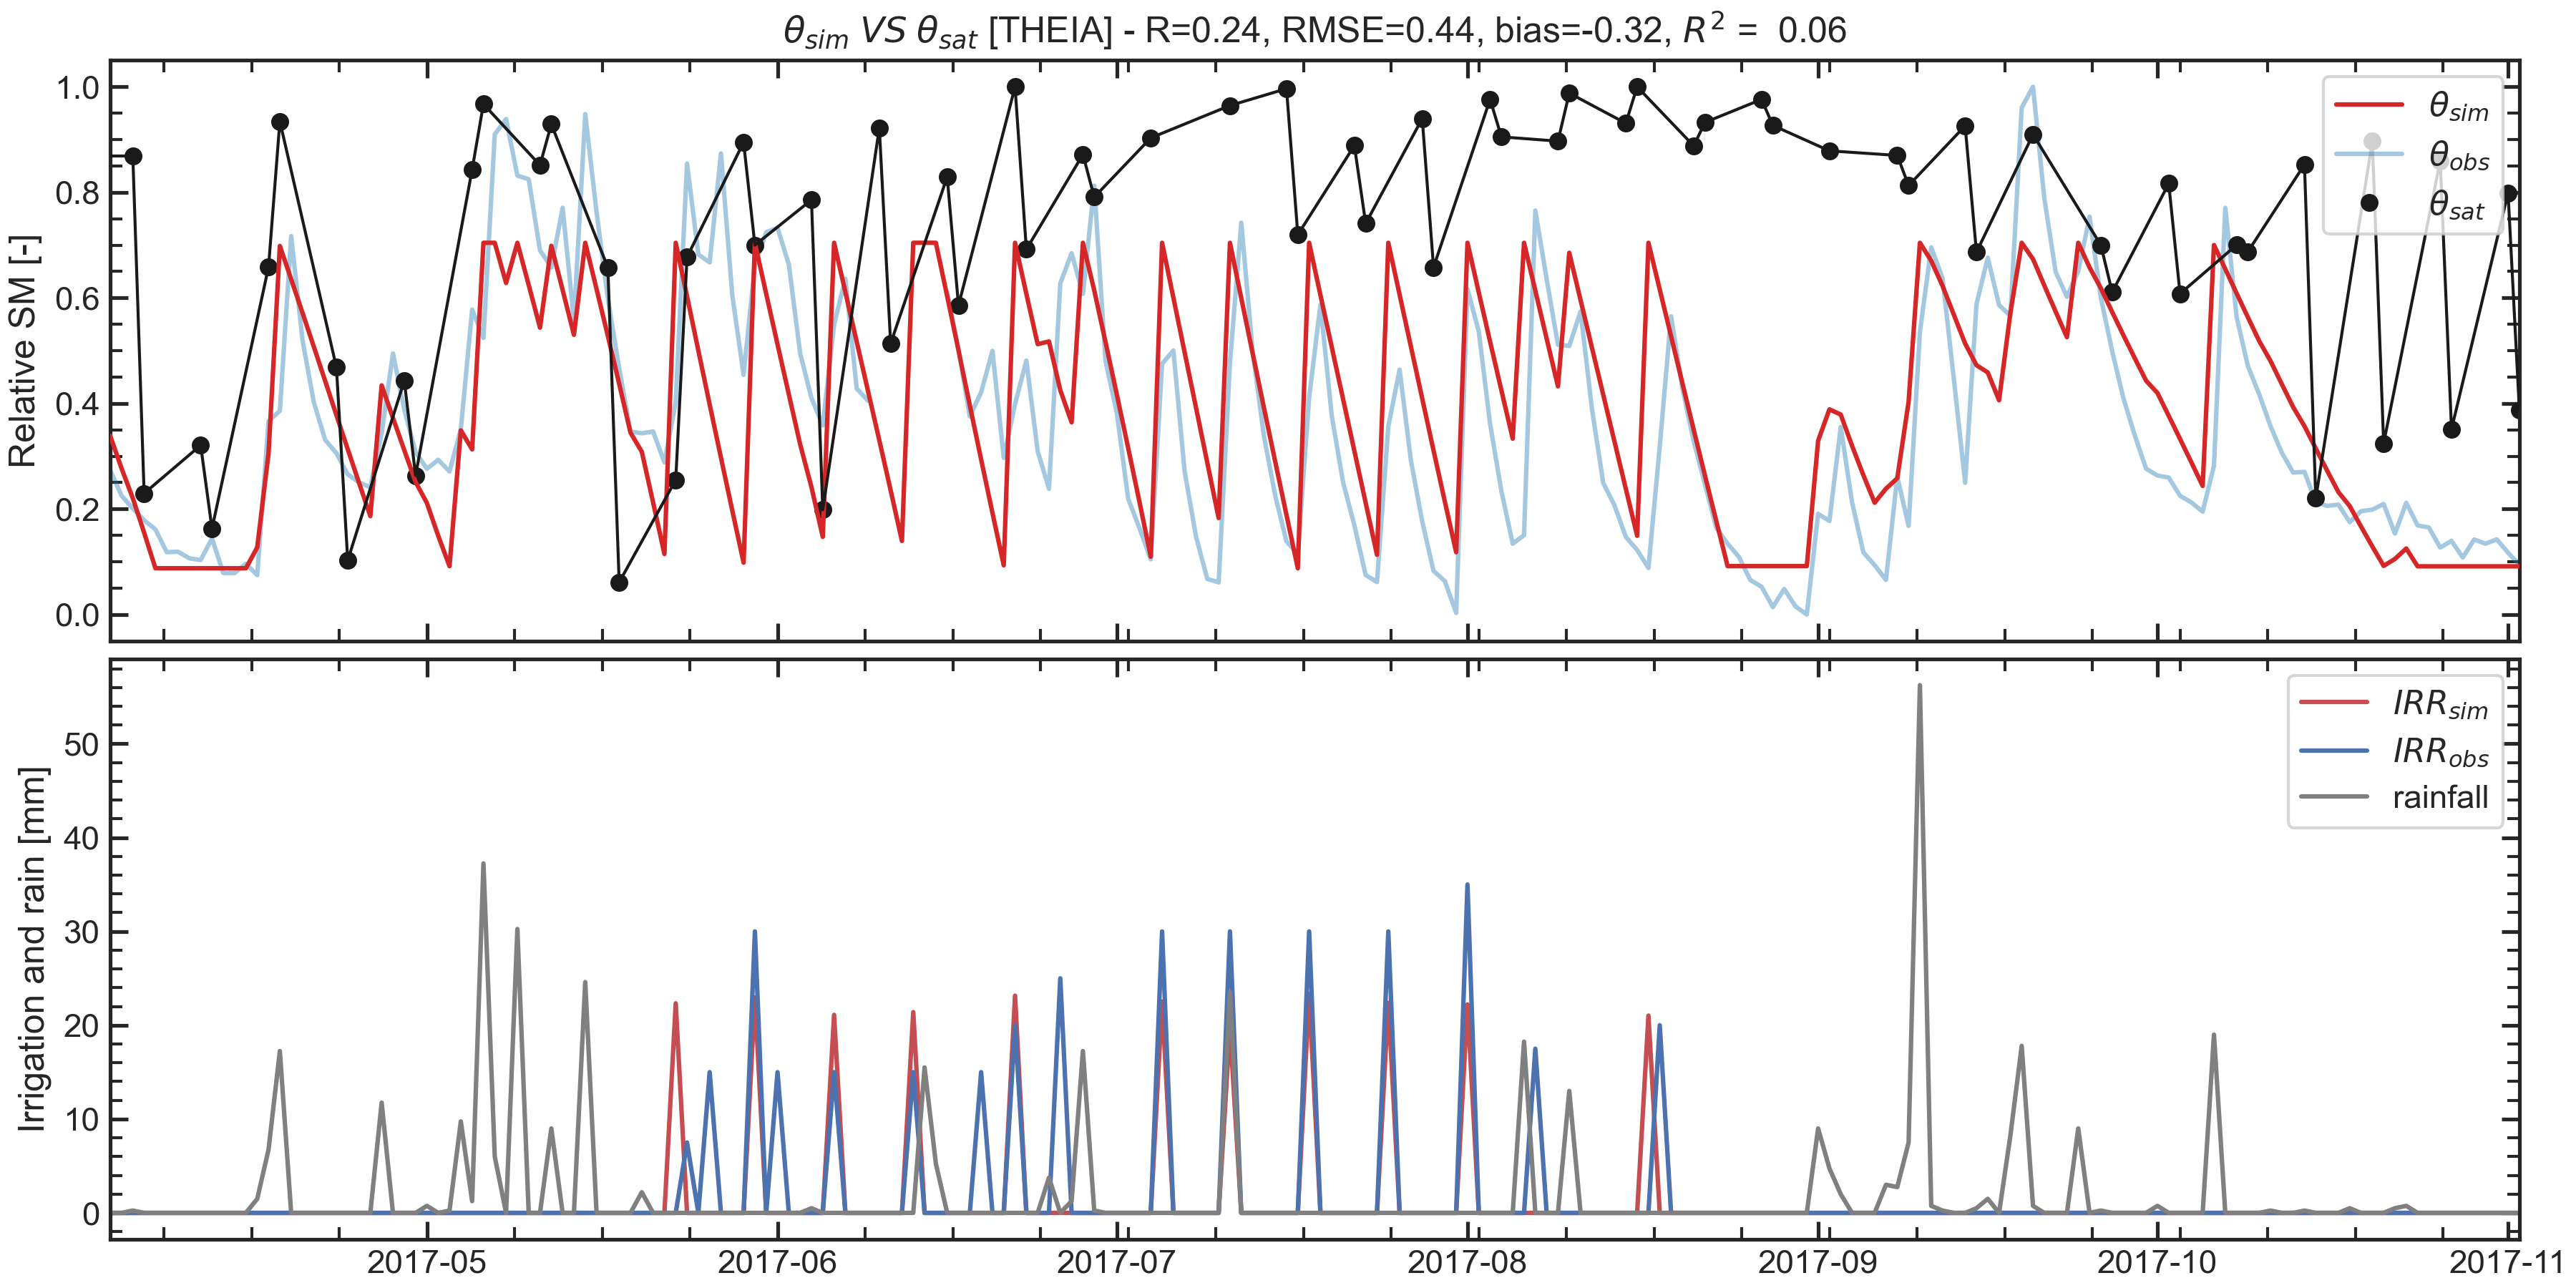 θsim VS θsat [THEIA] - R=0.24, RMSE=0.44, bias=-0.32, R² = 0.06
Relative SM [-]
1.0
0.8
0.6
0.4
0.2
0.0
θsim
θobs
θsat
Irrigation and rain [mm]
50
40
30
20
10
0
IRRsim
IRRobs
rainfall
2017-05 2017-06 2017-07 2017-08 2017-09 2017-10 2017-11